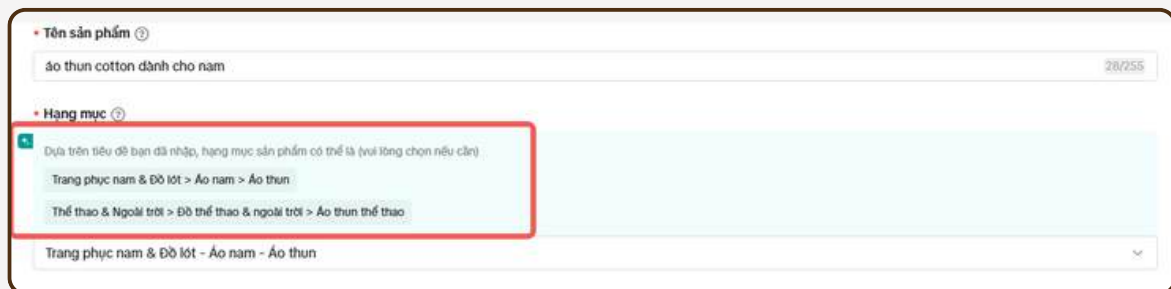 • Tên sản phẩm ?
áo thun cotton dành cho nam 28/255
• Hạng mục ?
Dựa trên tiêu đề bạn đã nhập, hạng mục sản phẩm có thể là (vui lòng chọn nếu cần)
Trang phục nam & Đồ lót > Áo nam > Áo thun
Thể thao & Ngoài trời > Đồ thể thao & ngoài trời > Áo thun thể thao
Trang phục nam & Đồ lót - Áo nam - Áo thun